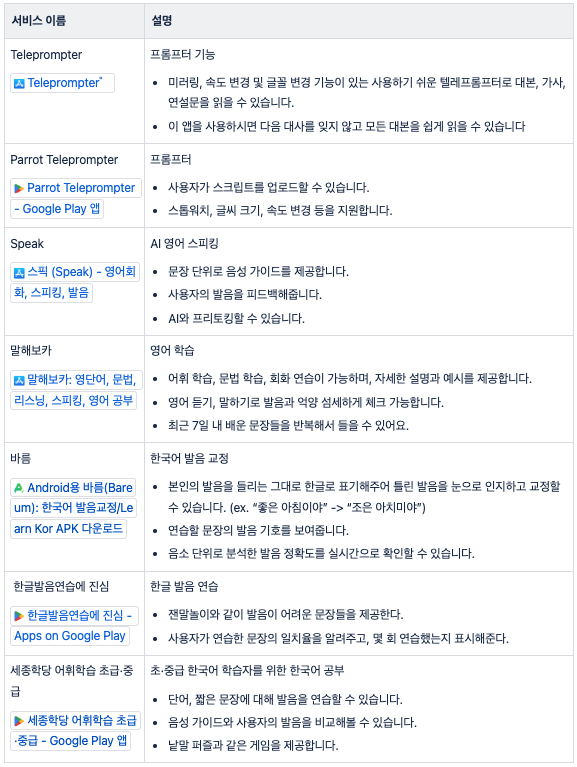 서비스 이름
설명
Teleprompter
Teleprompter"
프롬프터 기능
미러링, 속도 변경 및 글꼴 변경 기능이 있는 사용하기 쉬운 텔레프롬프터로 대본, 가사,
연설문을 읽을 수 있습니다.
이 앱을 사용하시면 다음 대사를 잊지 않고 모든 대본을 쉽게 읽을 수 있습니다
Parrot Teleprompter
Parrot Teleprompter
- Google Play 앱
프롬프터
사용자가 스크립트를 업로드할 수 있습니다.
스톱워치, 글씨 크기, 속도 변경 등을 지원합니다.
Speak
스픽 (Speak) - 영어회
화, 스피킹, 발음
AI 영어 스피킹
문장 단위로 음성 가이드를 제공합니다.
사용자의 발음을 피드백해줍니다.
AI와 프리토킹할 수 있습니다.
말해보카
말해보카: 영단어, 문법,
리스닝, 스피킹, 영어 공부
영어 학습
어휘 학습, 문법 학습, 회화 연습이 가능하며, 자세한 설명과 예시를 제공합니다.
영어 듣기, 말하기로 발음과 억양 섬세하게 체크 가능합니다.
최근 7일 내 배운 문장들을 반복해서 들을 수 있어요.
바름
Android용 바름(Bare
um): 한국어 발음교정/Le
arn Kor APK 다운로드
한국어 발음 교정
본인의 발음을 들리는 그대로 한글로 표기해주어 틀린 발음을 눈으로 인지하고 교정할
수 있습니다. (ex. “좋은 아침이야” -> “조은 아치미야”)
연습할 문장의 발음 기호를 보여줍니다.
음소 단위로 분석한 발음 정확도를 실시간으로 확인할 수 있습니다.
한글발음연습에 진심
한글발음연습에 진심 -
Apps on Google Play
한글 발음 연습
잰말놀이와 같이 발음이 어려운 문장들을 제공한다.
사용자가 연습한 문장의 일치율을 알려주고, 몇 회 연습했는지 표시해준다.
세종학당 어휘학습 초급·중
급
세종학당 어휘학습 초급
·중급 - Google Play 앱
초·중급 한국어 학습자를 위한 한국어 공부
단어, 짧은 문장에 대해 발음을 연습할 수 있습니다.
음성 가이드와 사용자의 발음을 비교해볼 수 있습니다.
낱말 퍼즐과 같은 게임을 제공합니다.